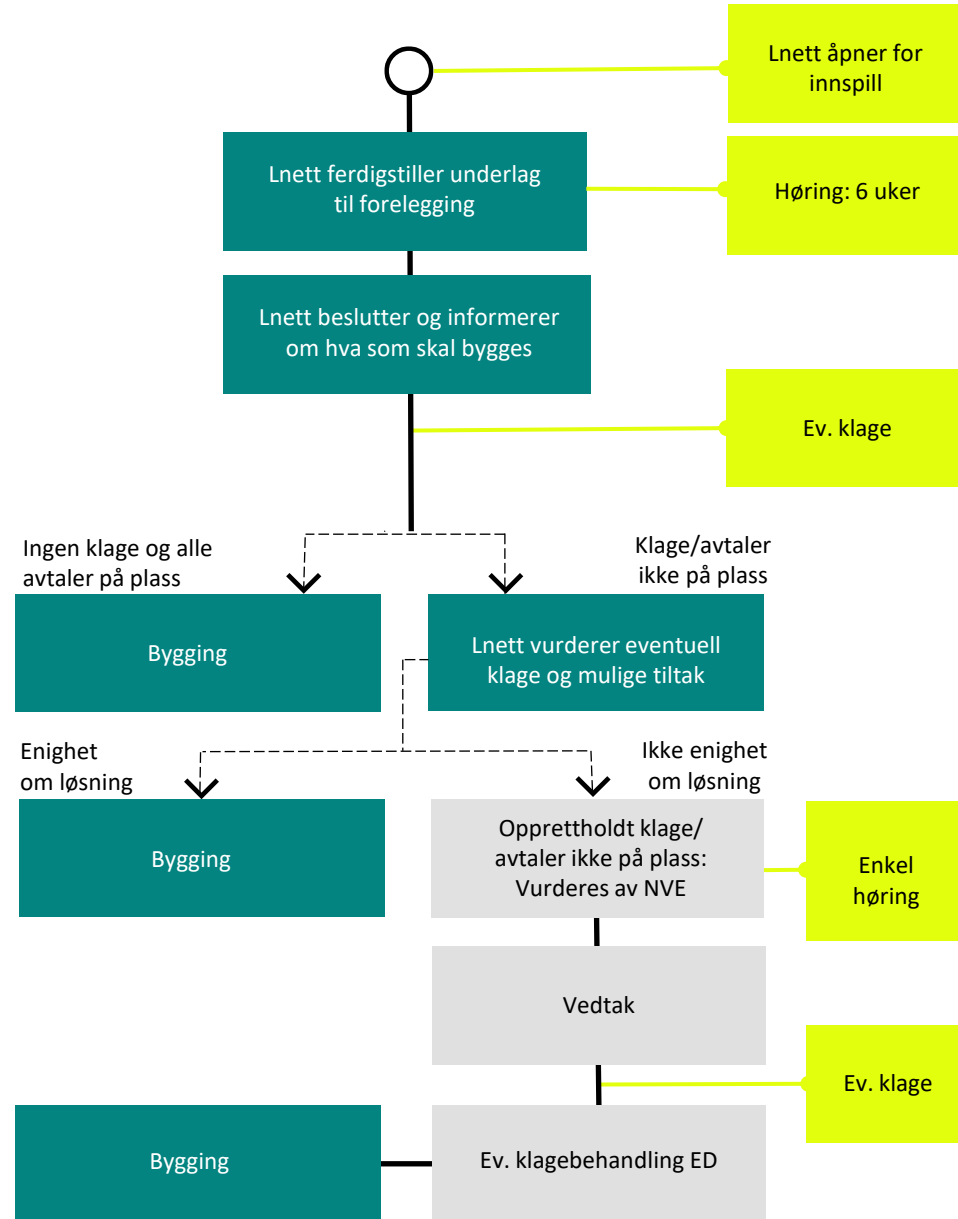 Lnett åpner for
innspill
Lnett ferdigstiller underlag
til forelegging
Høring: 6 uker
Lnett beslutter og informerer
om hva som skal bygges
Ev. klage
Ingen klage og alle
avtaler på plass
Klage/avtaler
ikke på plass
Bygging
Lnett vurderer eventuell
klage og mulige tiltak
Enighet
om løsning
Ikke enighet
om løsning
Bygging
Opprettholdt klage/
avtaler ikke på plass:
Vurderes av NVE
Enkel
høring
Vedtak
Ev. klage
Bygging
Ev. klagebehandling ED